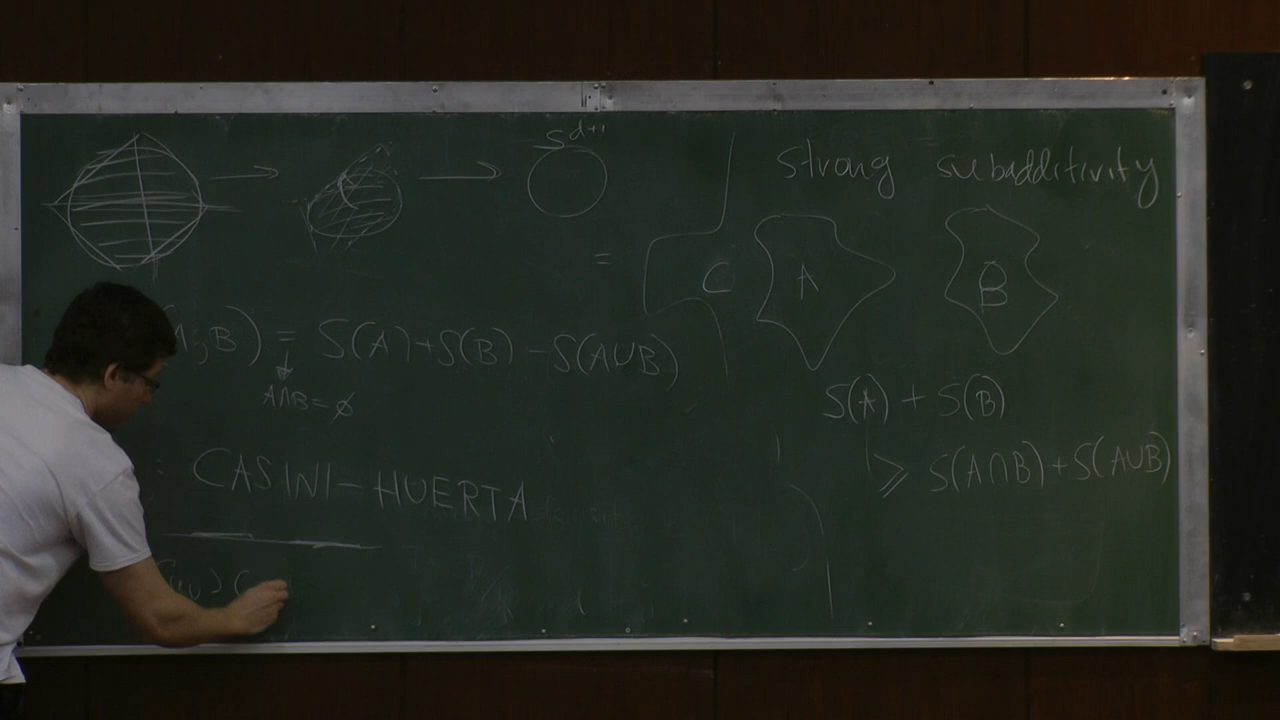 S^{d+1}
strong subadditivity
=
C A B
A;B) = S(A)+S(B) - S(A∪B)
A∩B=∅
S(A) + S(B)
≥ S(A∩B)+S(A∪B)
: CASINI-HUERTA